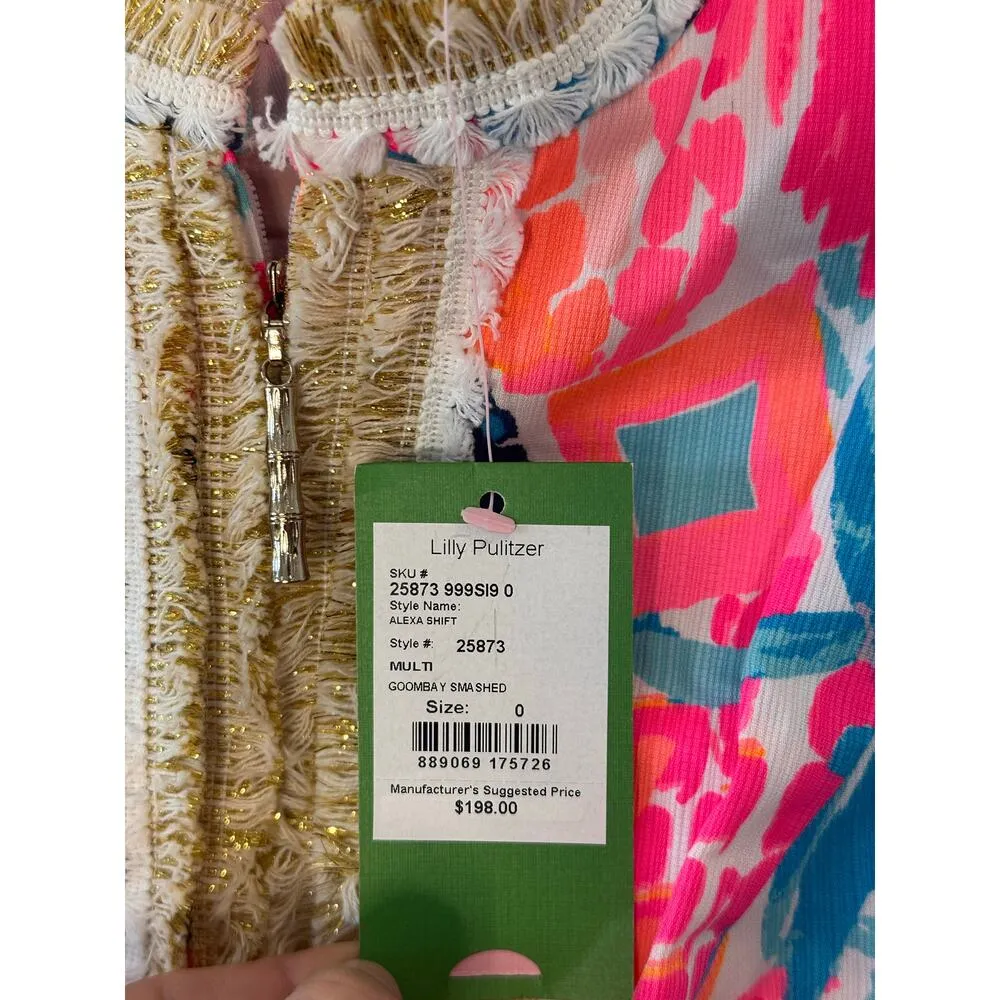 Lilly Pulitzer
SKU #
25873 999SI9 0
Style Name:
ALEXA SHIFT
Style #: 25873
MULTI
GOOMBAY SMASHED
Size: 0
889069 175726
Manufacturer's Suggested Price
$198.00